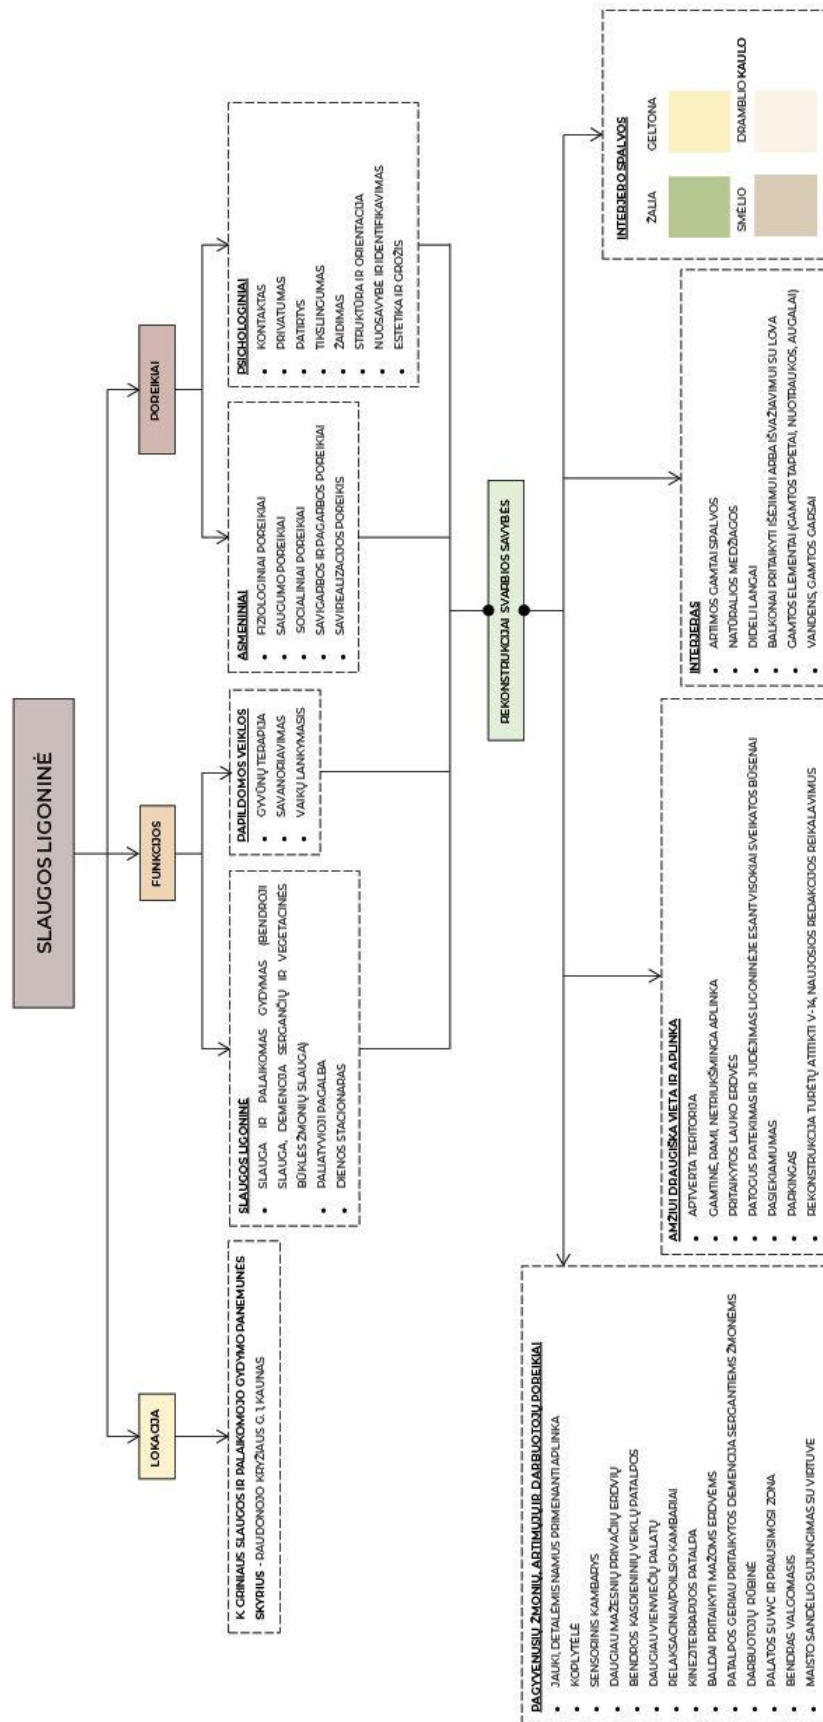 SLAUGOS LIGONINĖ
LOKACIJA
FUNKCIJOS
POREIKIAI
K. GRINIAUS SLAUGOS IR PALAIKOMOJO GYDYMO PANEMUNĖS
SKYRIUS - RAUDONOJO KRYŽIAUS G. 1, KAUNAS
SLAUGOS LIGONINĖ
• SLAUGA IR PALAIKOMAS GYDYMAS (BENDROJI
SLAUGA, DEMENCIJA SERGANČIŲ IR VEGETACINĖS
BŪKLĖS ŽMONIŲ SLAUGA)
• PALIATYVIOJI PAGALBA
• DIENOS STACIONARAS
PAPILDOMOS VEIKLOS
• GYVŪNŲ TERAPIJA
• SAVANORIAVIMAS
• VAIKŲ LANKYMASIS
ASMENINIAI
• FIZIOLOGINIAI POREIKIAI
• SAUGUMO POREIKIAI
• SOCIALINIAI POREIKIAI
• SAVIGARBOS IR PAGARBOS POREIKIAI
• SAVIREALIZACIJOS POREIKIS
PSICHOLOGINIAI
• KONTAKTAS
• PRIVATUMAS
• PATIRTYS
• TIKSLINGUMAS
• ŽAIDIMAS
• STRUKTŪRA IR ORIENTACIJA
• NUOSAVYBĖ IR IDENTIFIKAVIMAS
• ESTETIKA IR GROŽIS
REKONSTRUKCIJAI SVARBIOS SAVYBĖS
PAGYVENUSIŲ ŽMONIŲ, ARTIMŲJŲ IR DARBUOTOJŲ POREIKIAI
• JAUKI, DETALĖMIS NAMUS PRIMENANTI APLINKA
• KOPLYTĖLĖ
• SENSORINIS KAMBARYS
• DAUGIAU MAŽESNIŲ PRIVAČIŲ ERDVIŲ
• BENDROS KASDIENINIŲ VEIKLŲ PATALPOS
• DAUGIAU VIENVIEČIŲ PALATŲ
• RELAKSACINIAI/POILSIO KAMBARIAI
• KINEZITERAPIJOS PATALPA
• BALDAI PRITAIKYTI MAŽOMS ERDVĖMS
• PATALPOS GERIAU PRITAIKYTOS DEMENCIJA SERGANTIEMS ŽMONĖMS
• DARBUOTOJŲ RŪBINĖ
• PALATOS SU WC IR PRAUSIMOSI ZONA
• BENDRAS VALGOMASIS
• MAISTO SANDĖLIO SUJUNGIMAS SU VIRTUVE
AMŽIUI DRAUGIŠKA VIETA IR APLINKA
• APTVERTA TERITORIJA
• GAMTINĖ, RAMI, NETRIUKŠMINGA APLINKA
• PRITAIKYTOS LAUKO ERDVĖS
• PATOGUS PATEKIMAS IR JUDĖJIMAS LIGONINĖJE ESANT VISOKIAI SVEIKATOS BŪSENAI
• PASIEKIAMUMAS
• PARKINGAS
• REKONSTRUKCIJA TURĖTŲ ATITIKTI V-14, NAUJOSIOS REDAKCIJOS REIKALAVIMUS
INTERJERAS
• ARTIMOS GAMTAI SPALVOS
• NATŪRALIOS MEDŽIAGOS
• DIDELI LANGAI
• BALKONAI PRITAIKYTI IŠĖJIMUI ARBA IŠVAŽIAVIMUI SU LOVA
• GAMTOS ELEMENTAI (GAMTOS TAPETAI, NUOTRAUKOS, AUGALAI)
• VANDENS, GAMTOS GARSAI
INTERJERO SPALVOS
ŽALIA GELTONA
SMĖLIO DRAMBLIO KAULO